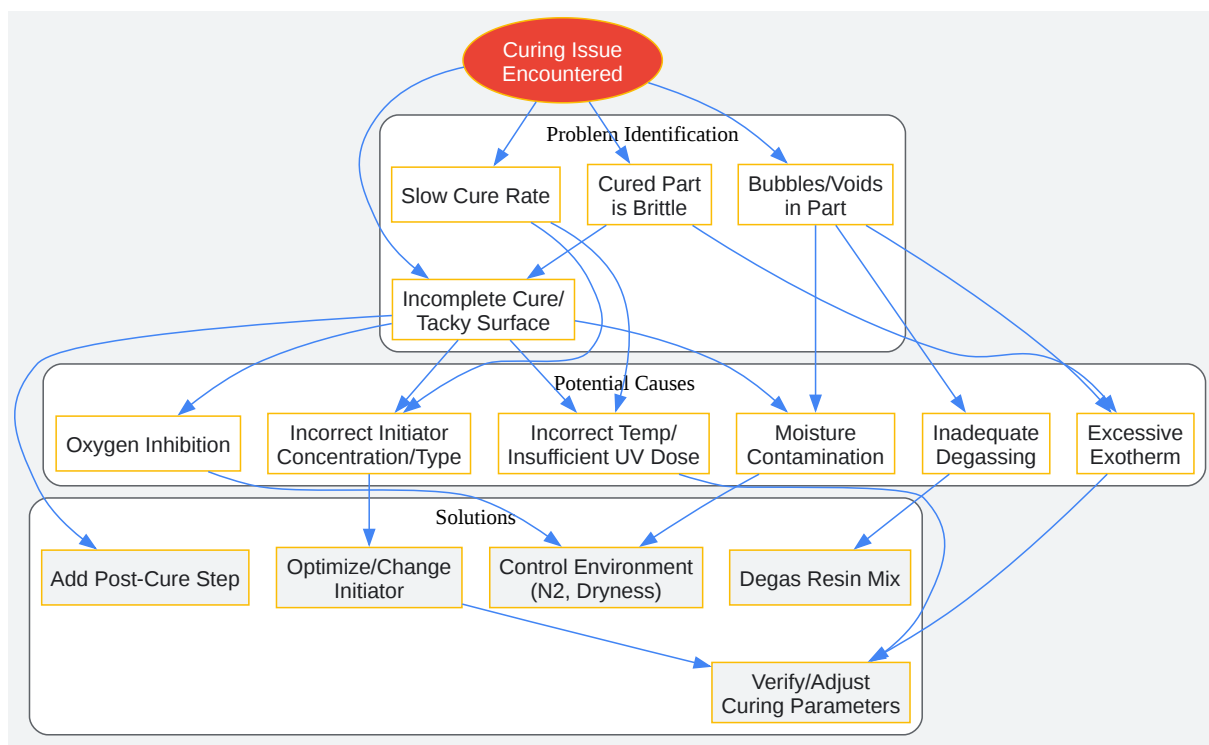 Curing Issue
Encountered
Problem Identification
Slow Cure Rate
Cured Part
is Brittle
Bubbles/Voids
in Part
Incomplete Cure/
Tacky Surface
Potential Causes
Oxygen Inhibition
Incorrect Initiator
Concentration/Type
Incorrect Temp/
Insufficient UV Dose
Moisture
Contamination
Inadequate
Degassing
Excessive
Exotherm
Solutions
Add Post-Cure Step
Optimize/Change
Initiator
Control Environment
(N2, Dryness)
Degas Resin Mix
Verify/Adjust
Curing Parameters